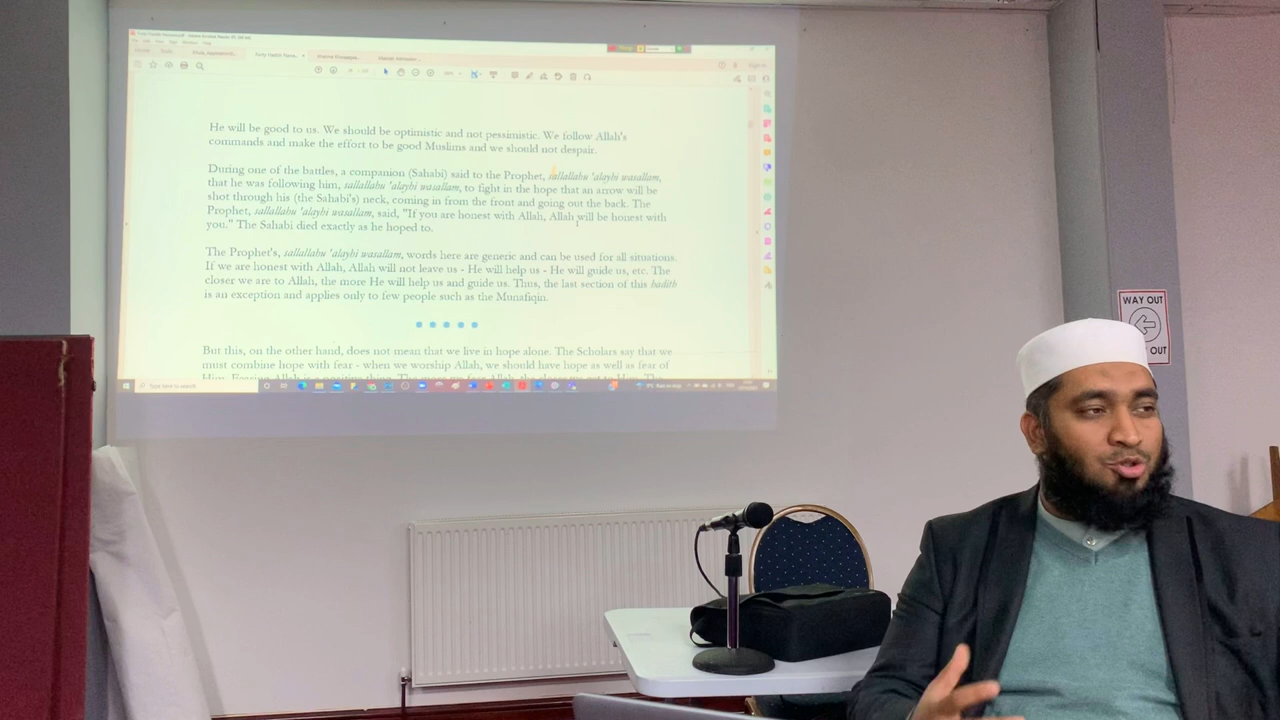 Sign In
He will be good to us. We should be optimistic and not pessimistic. We follow Allah's
commands and make the effort to be good Muslims and we should not despair.
During one of the battles, a companion (Sahabi) said to the Prophet, sallallahu 'alayhi wasallam,
that he was following him, sallallahu 'alayhi wasallam, to fight in the hope that an arrow will be
shot through his (the Sahabi's) neck, coming in from the front and going out the back. The
Prophet, sallallahu 'alayhi wasallam, said, "If you are honest with Allah, Allah will be honest with
you." The Sahabi died exactly as he hoped to.
The Prophet's, sallallahu 'alayhi wasallam, words here are generic and can be used for all situations.
If we are honest with Allah, Allah will not leave us - He will help us - He will guide us, etc. The
closer we are to Allah, the more He will help us and guide us. Thus, the last section of this hadith
is an exception and applies only to few people such as the Munafiqin.
But this, on the other hand, does not mean that we live in hope alone. The Scholars say that we
must combine hope with fear - when we worship Allah, we should have hope as well as fear of
Type here to search
WAY OUT
OUT